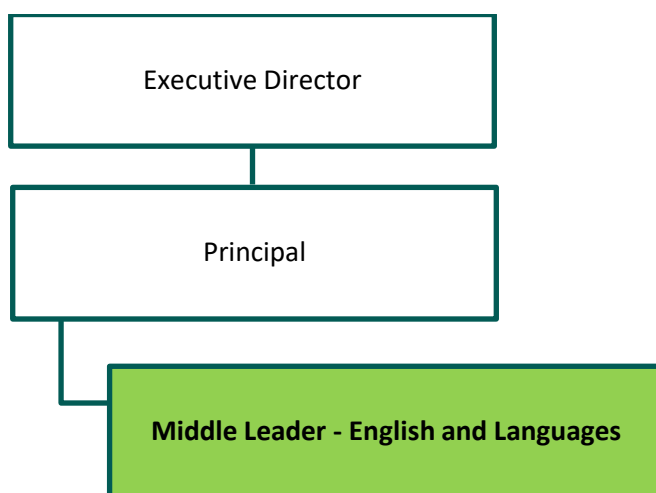 Executive Director
Principal
Middle Leader - English and Languages